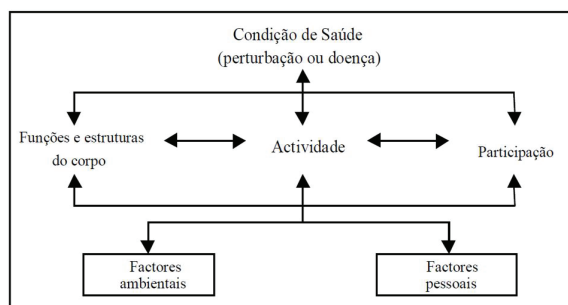 Condição de Saúde
(perturbação ou doença)
Funções e estruturas
do corpo
Actividade
Participação
Factores
ambientais
Factores
pessoais